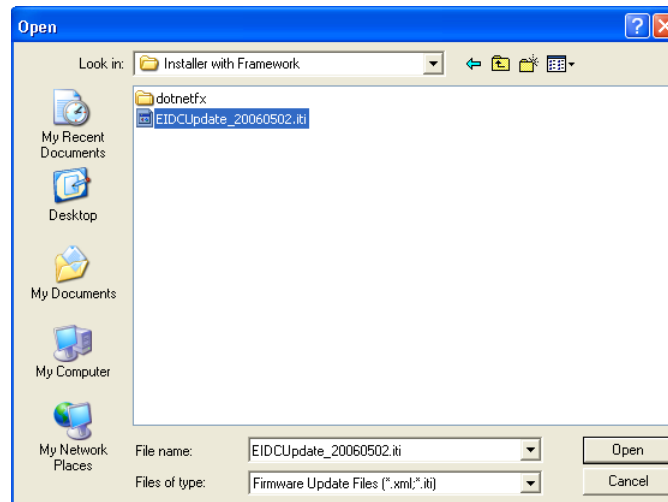 Open
Look in:
Installer with Framework
dotnetfx
EIDCUpdate_20060502.iti
My Recent
Documents
Desktop
My Documents
My Computer
My Network
Places
File name:
EIDCUpdate_20060502.iti
Open
Files of type:
Firmware Update Files (*.xml;*.iti)
Cancel